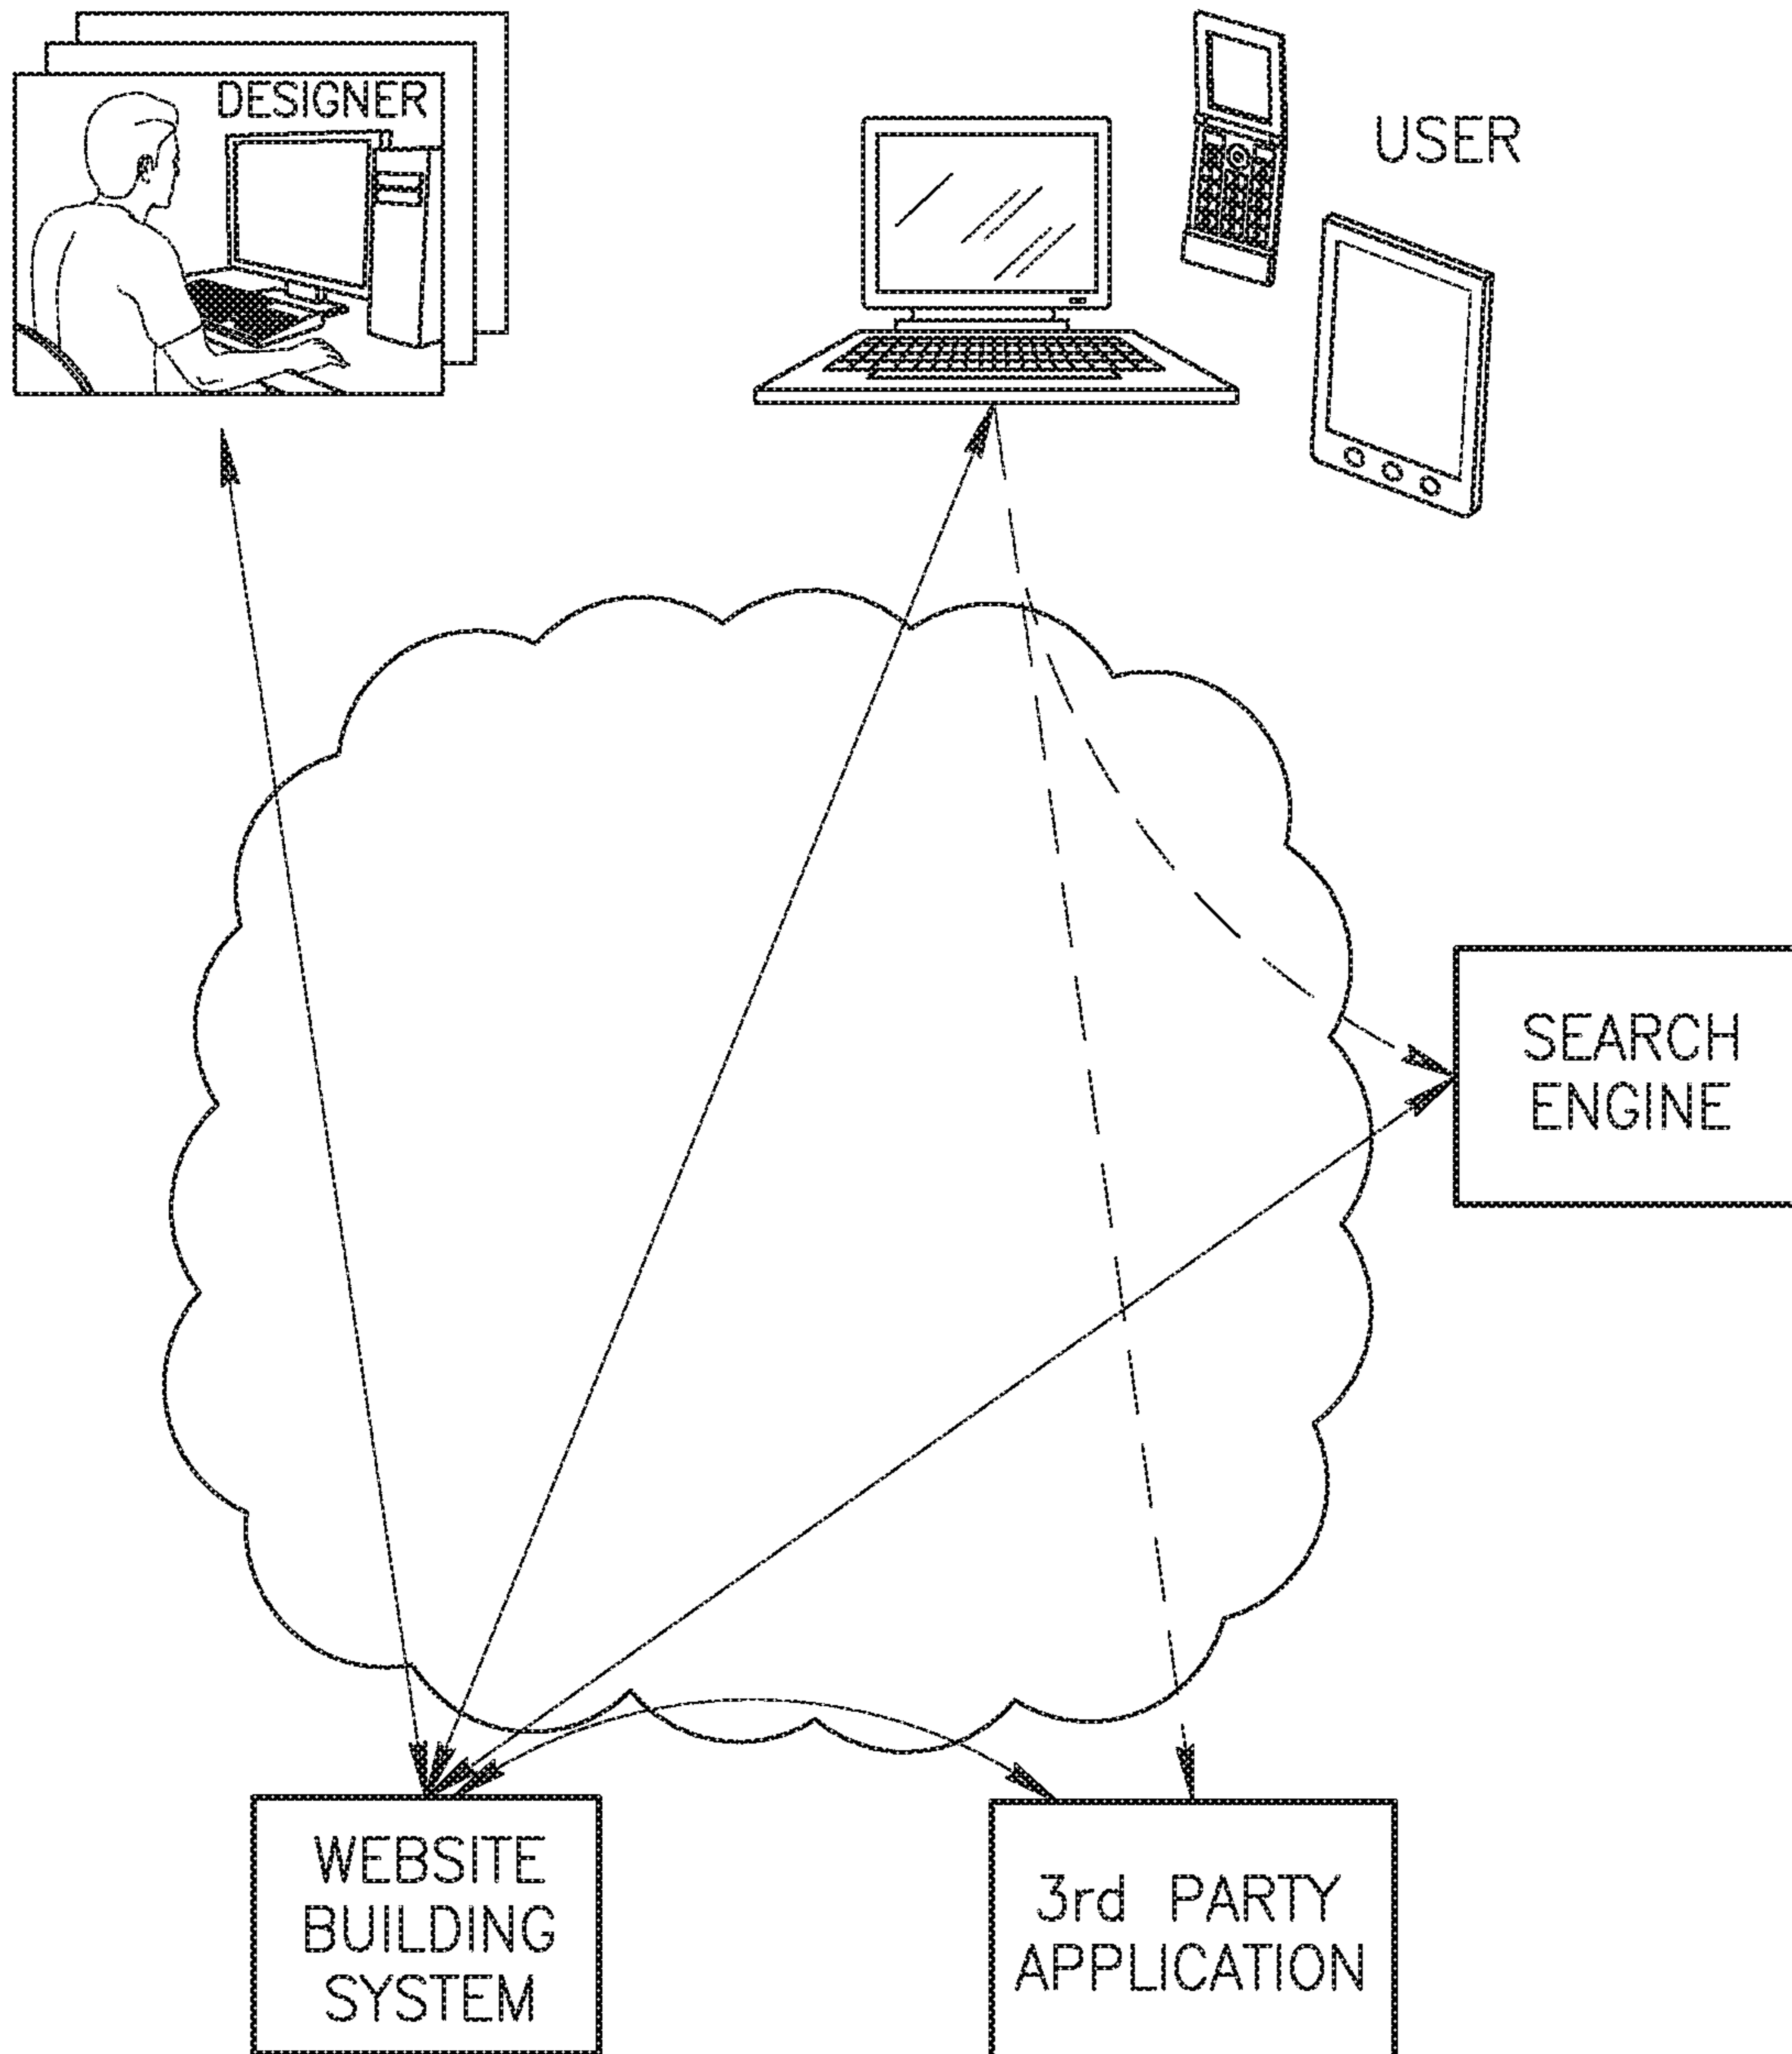 DESIGNER
USER
SEARCH
ENGINE
WEBSITE
BUILDING
SYSTEM
3rd PARTY
APPLICATION